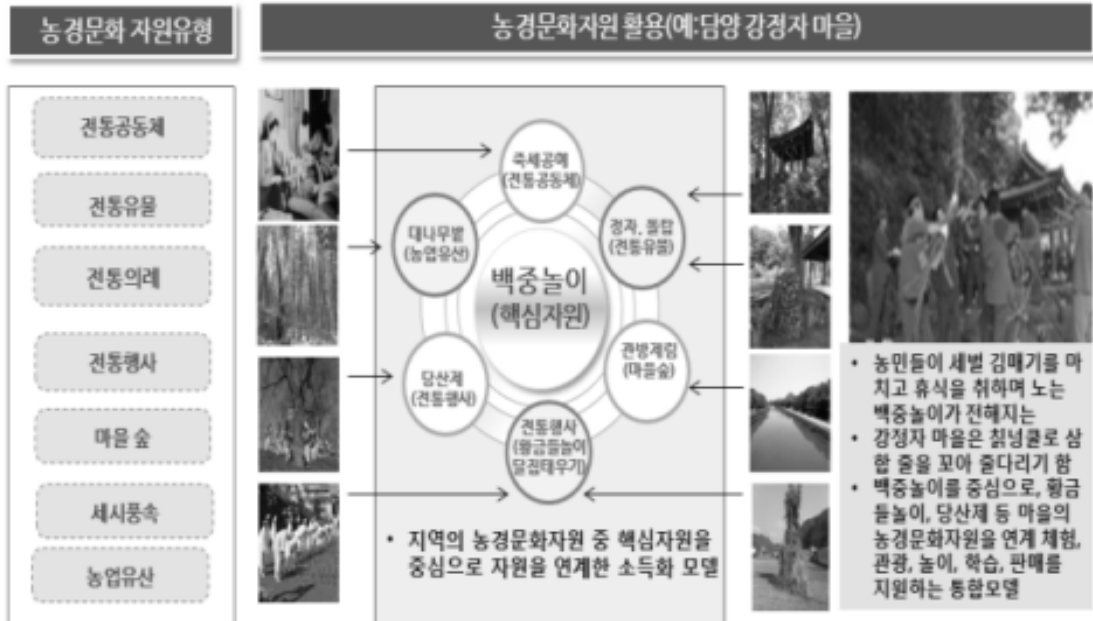 농경문화 자원유형
농경문화자원 활용(예:담양 강정자 마을)
전통공동체
전통유물
전통의례
전통행사
마을 숲
세시풍속
농업유산
죽세공예
(전통공동체)
대나무밭
(농업유산)
정자, 돌탑
(전통유물)
백중놀이
(핵심자원)
당산제
(전통행사)
관방제림
(마을숲)
전통행사
(황금들놀이
달집태우기)
• 지역의 농경문화자원 중 핵심자원을
중심으로 자원을 연계한 소득화 모델
• 농민들이 세벌 김매기를 마
치고 휴식을 취하며 노는
백중놀이가 전해지는
• 강정자 마을은 칡넝쿨로 삼
합 줄을 꼬아 줄다리기 함
• 백중놀이를 중심으로, 황금
들놀이, 당산제 등 마을의
농경문화자원을 연계 체험,
관광, 놀이, 학습, 판매를
지원하는 통합모델